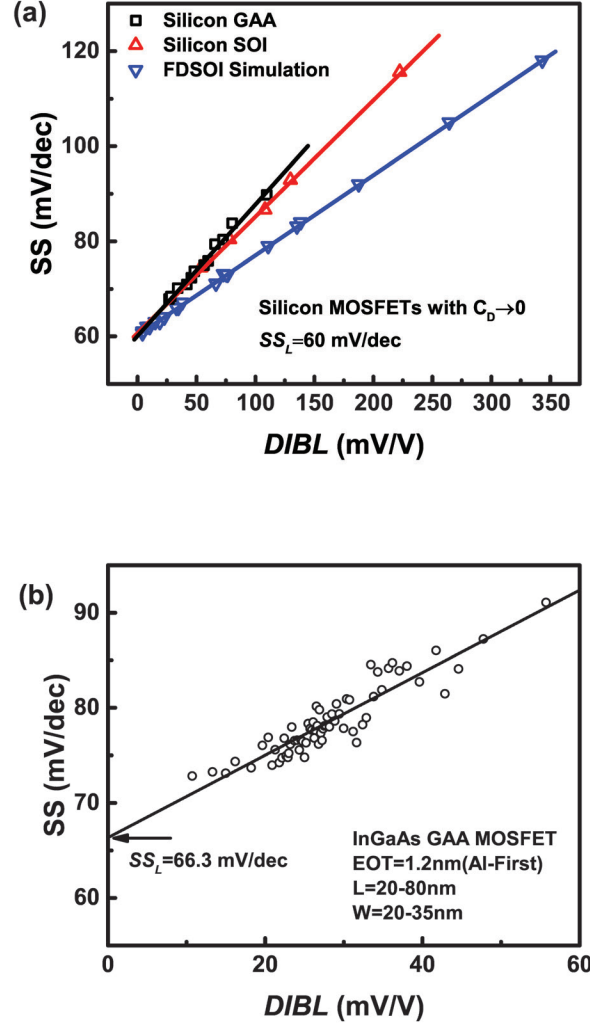 (a)
Silicon GAA
Silicon SOI
FDSOI Simulation
120
100
80
60
SS (mV/dec)
Silicon MOSFETs with C_D→0
SS_L=60 mV/dec
0 50 100 150 200 250 300 350
DIBL (mV/V)
(b)
90
80
70
60
SS (mV/dec)
SS_L=66.3 mV/dec
InGaAs GAA MOSFET
EOT=1.2nm(Al-First)
L=20-80nm
W=20-35nm
0 20 40 60
DIBL (mV/V)